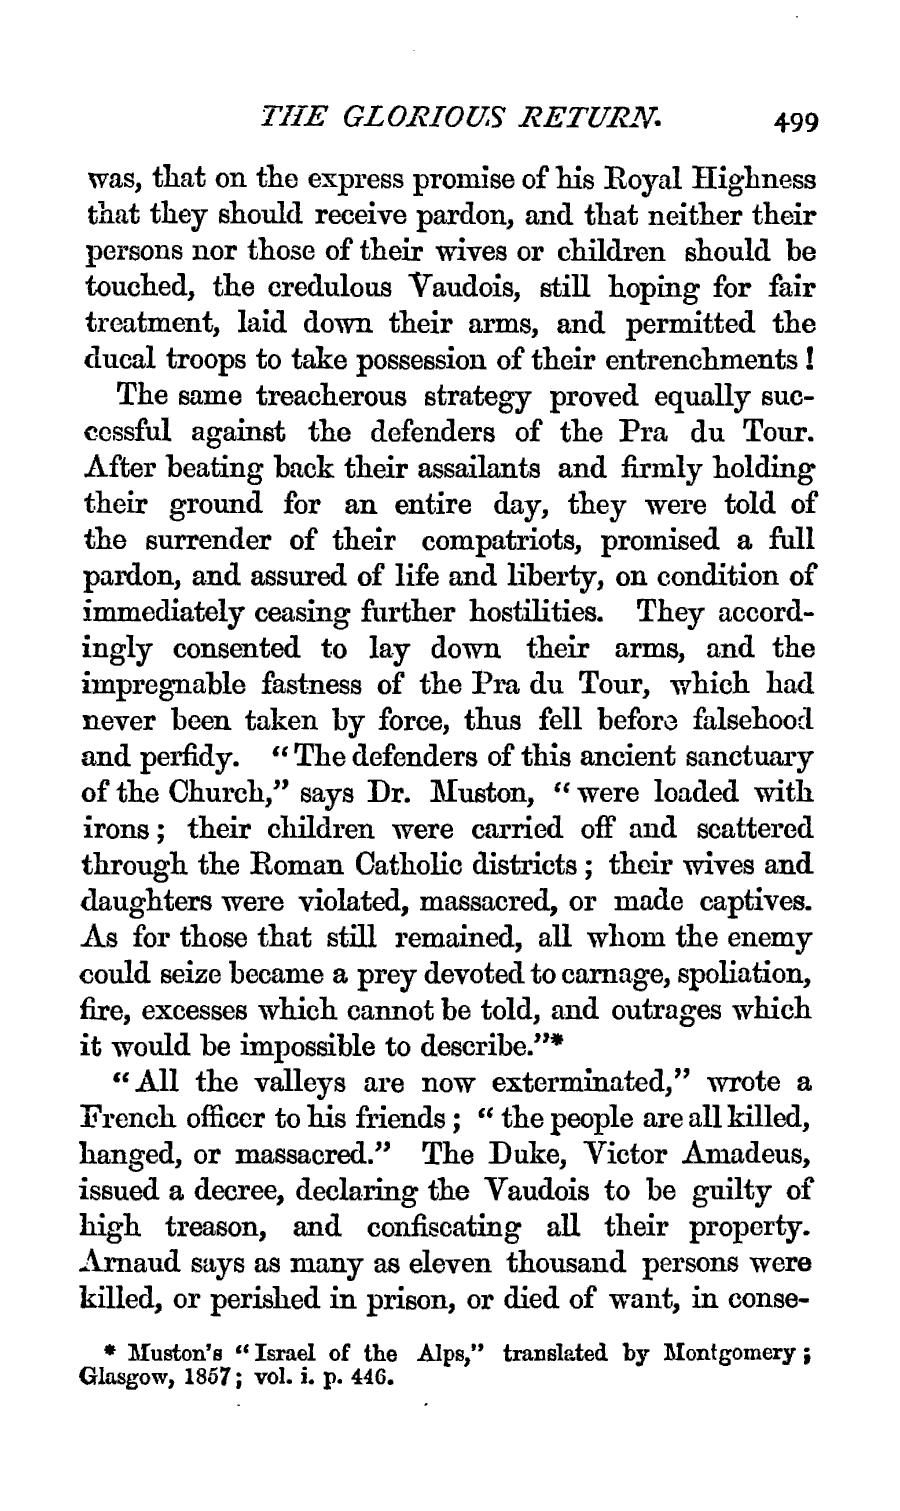 THE GLORIOUS RETURN. 499
was, that on the express promise of his Royal Highness
that they should receive pardon, and that neither their
persons nor those of their wives or children should be
touched, the credulous Vaudois, still hoping for fair
treatment, laid down their arms, and permitted the
ducal troops to take possession of their entrenchments !
The same treacherous strategy proved equally suc-
cessful against the defenders of the Pra du Tour.
After beating back their assailants and firmly holding
their ground for an entire day, they were told of
the surrender of their compatriots, promised a full
pardon, and assured of life and liberty, on condition of
immediately ceasing further hostilities. They accord-
ingly consented to lay down their arms, and the
impregnable fastness of the Pra du Tour, which had
never been taken by force, thus fell before falsehood
and perfidy. “The defenders of this ancient sanctuary
of the Church,” says Dr. Muston, “were loaded with
irons; their children were carried off and scattered
through the Roman Catholic districts; their wives and
daughters were violated, massacred, or made captives.
As for those that still remained, all whom the enemy
could seize became a prey devoted to carnage, spoliation,
fire, excesses which cannot be told, and outrages which
it would be impossible to describe.”*
“All the valleys are now exterminated,” wrote a
French officer to his friends; “the people are all killed,
hanged, or massacred.” The Duke, Victor Amadeus,
issued a decree, declaring the Vaudois to be guilty of
high treason, and confiscating all their property.
Arnaud says as many as eleven thousand persons were
killed, or perished in prison, or died of want, in conse-
* Muston's “Israel of the Alps,” translated by Montgomery;
Glasgow, 1857; vol. i. p. 446.